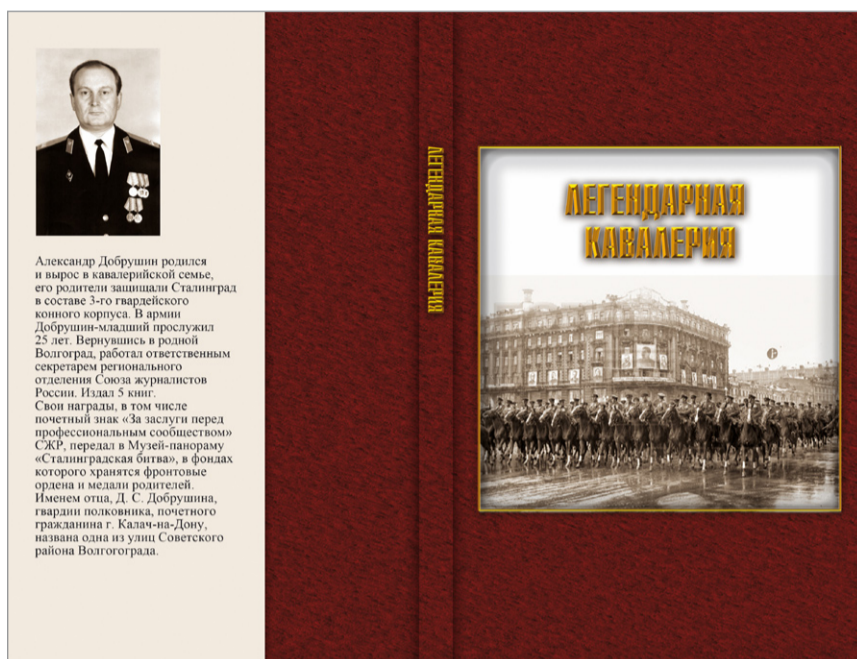 Александр Добрушин родился
и вырос в кавалерийской семье,
его родители защищали Сталинград
в составе 3-го гвардейского
конного корпуса. В армии
Добрушин-младший прослужил
25 лет. Вернувшись в родной
Волгоград, работал ответственным
секретарем регионального
отделения Союза журналистов
России. Издал 5 книг.
Свои награды, в том числе
почетный знак «За заслуги перед
профессиональным сообществом»
СЖР, передал в Музей-панораму
«Сталинградская битва», в фондах
которого хранятся фронтовые
ордена и медали родителей.
Именем отца, Д. С. Добрушина,
гвардии полковника, почетного
гражданина г. Калач-на-Дону,
названа одна из улиц Советского
района Волгогограда.
ЛЕГЕНДАРНАЯ КАВАЛЕРИЯ
ЛЕГЕНДАРНАЯ
КАВАЛЕРИЯ